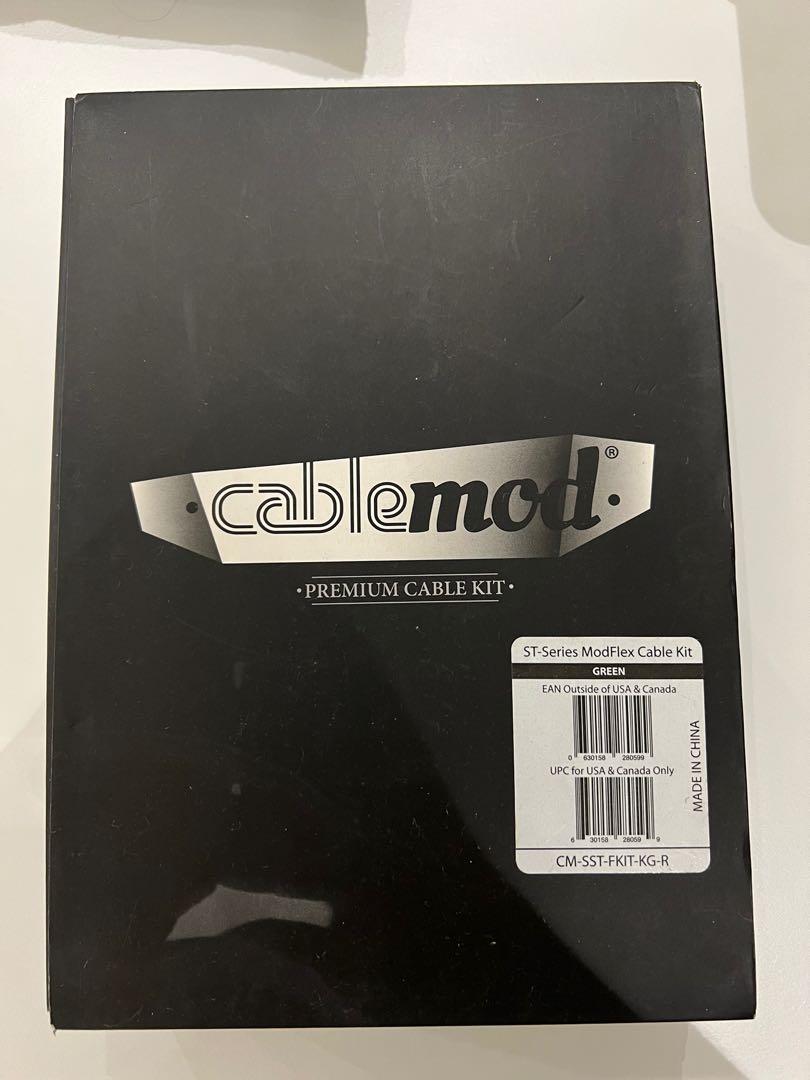 cablemod®
•PREMIUM CABLE KIT•
ST-Series ModFlex Cable Kit
GREEN
EAN Outside of USA & Canada
0 630158 280599
UPC for USA & Canada Only
6 30158 28059 9
MADE IN CHINA
CM-SST-FKIT-KG-R